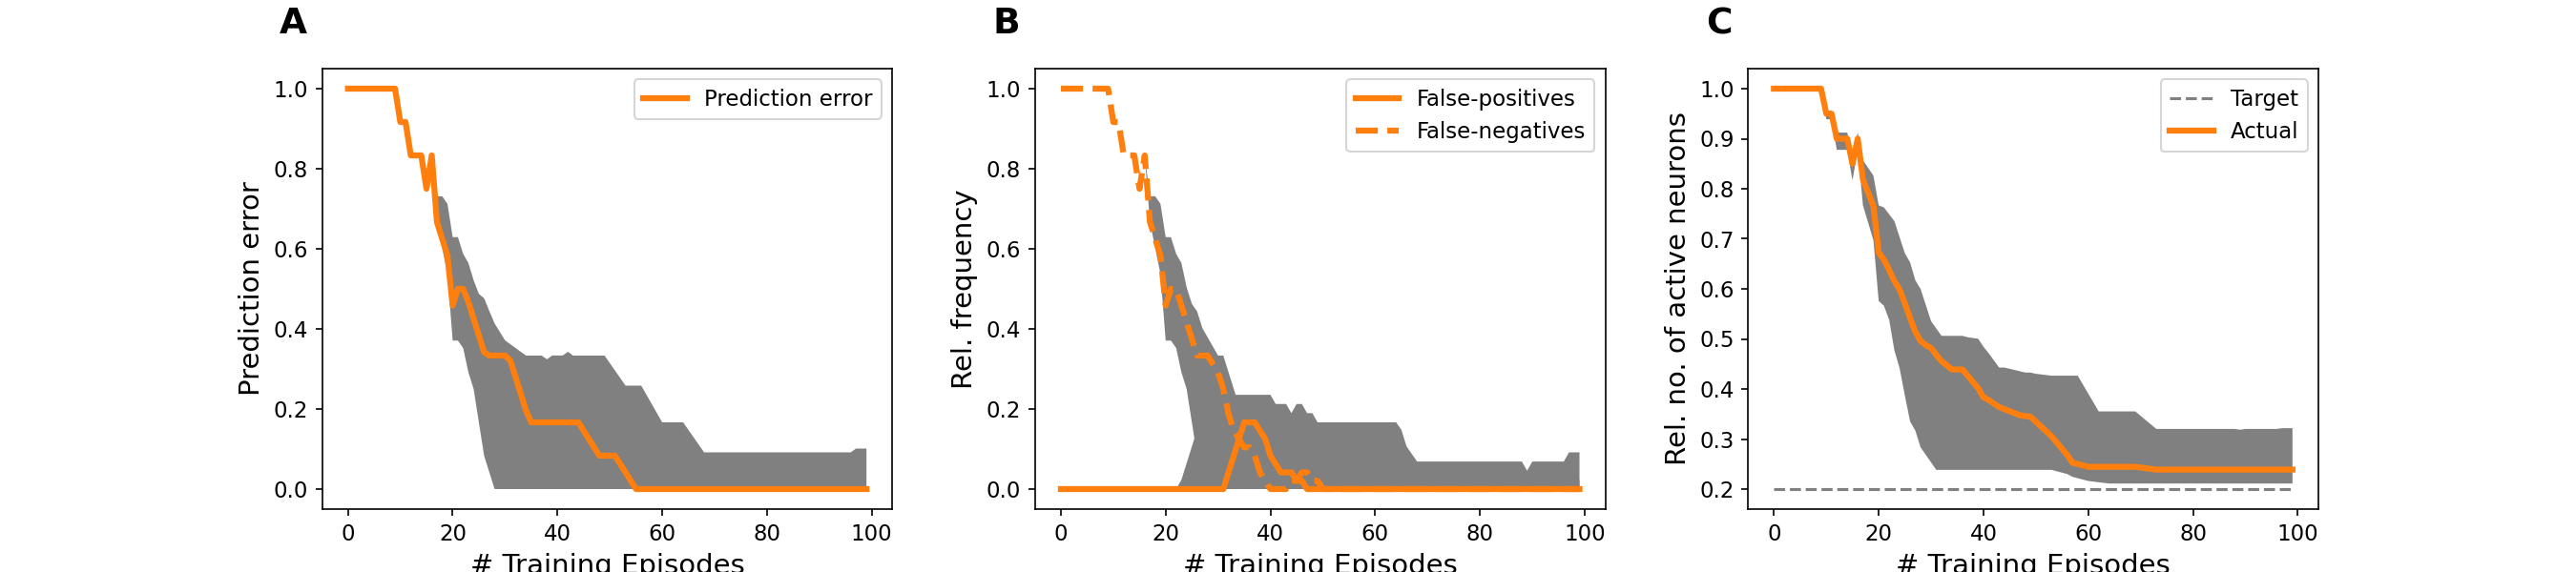 A
Prediction error
1.0
0.8
0.6
0.4
0.2
0.0
Prediction error
0
20
40
60
80
100
# Training Episodes
B
False-positives
False-negatives
1.0
0.8
0.6
0.4
0.2
0.0
Rel. frequency
0
20
40
60
80
100
# Training Episodes
C
Target
Actual
1.0
0.9
0.8
0.7
0.6
0.5
0.4
0.3
0.2
Rel. no. of active neurons
0
20
40
60
80
100
# Training Episodes